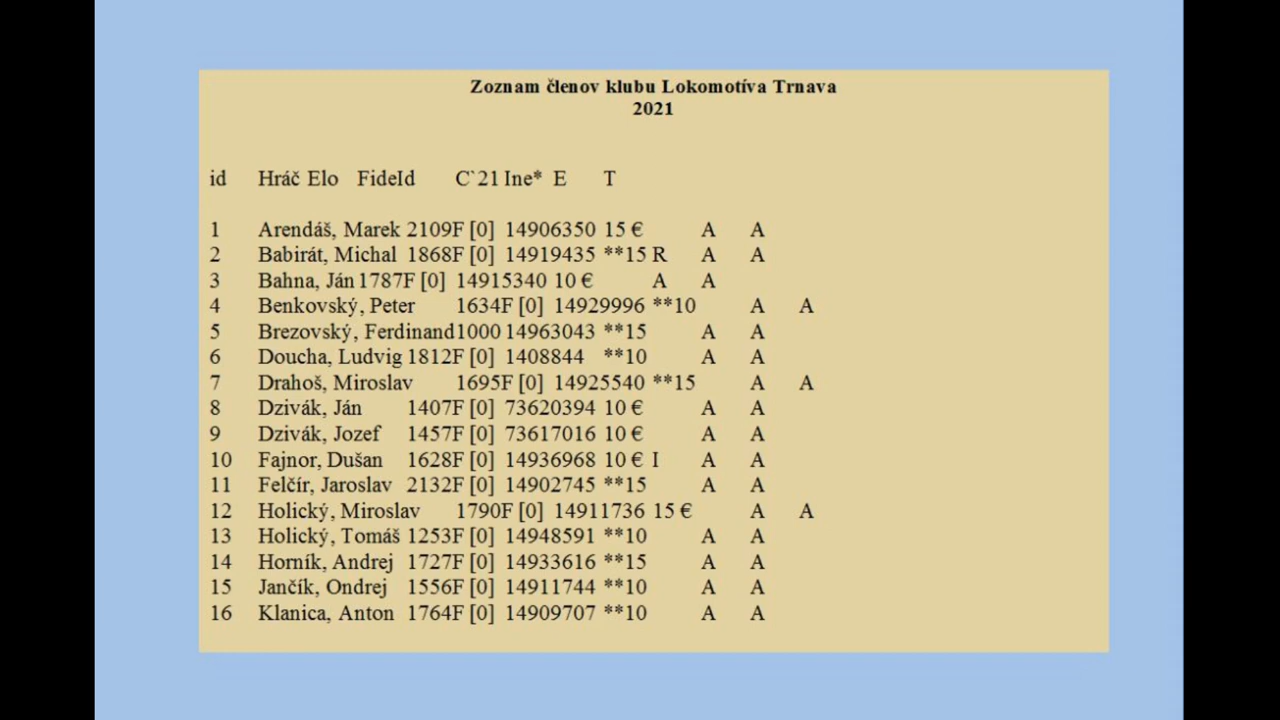 Zoznam členov klubu Lokomotíva Trnava
2021
id Hráč Elo FideId C`21 Ine* E T
1 Arendáš, Marek 2109F [0] 14906350 15 € A A
2 Babirát, Michal 1868F [0] 14919435 **15 R A A
3 Bahna, Ján 1787F [0] 14915340 10 € A A
4 Benkovský, Peter 1634F [0] 14929996 **10 A A
5 Brezovský, Ferdinand 1000 14963043 **15 A A
6 Doucha, Ludvig 1812F [0] 1408844 **10 A A
7 Drahoš, Miroslav 1695F [0] 14925540 **15 A A
8 Dzivák, Ján 1407F [0] 73620394 10 € A A
9 Dzivák, Jozef 1457F [0] 73617016 10 € A A
10 Fajnor, Dušan 1628F [0] 14936968 10 € I A A
11 Felčír, Jaroslav 2132F [0] 14902745 **15 A A
12 Holický, Miroslav 1790F [0] 14911736 15 € A A
13 Holický, Tomáš 1253F [0] 14948591 **10 A A
14 Horník, Andrej 1727F [0] 14933616 **15 A A
15 Jančík, Ondrej 1556F [0] 14911744 **10 A A
16 Klanica, Anton 1764F [0] 14909707 **10 A A